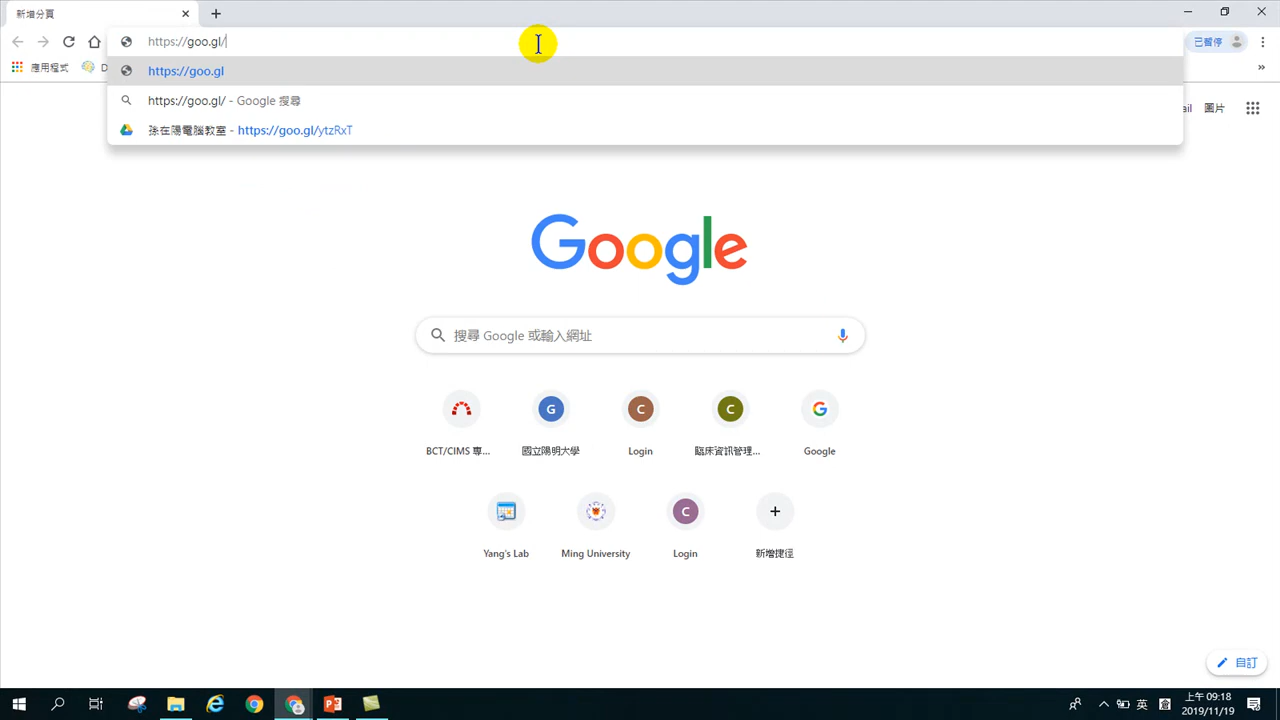 新增分頁
https://goo.gl/
已暫停
應用程式
D
»
https://goo.gl
https://goo.gl/ - Google 搜尋
孫在陽電腦教室 - https://goo.gl/ytzRxT
ail
圖片
Google
搜尋 Google 或輸入網址
G
C
C
BCT/CIMS 專...
國立陽明大學
Login
臨床資訊管理...
Google
C
Yang's Lab
Ming University
Login
新增捷徑
自訂
英
上午 09:18
2019/11/19